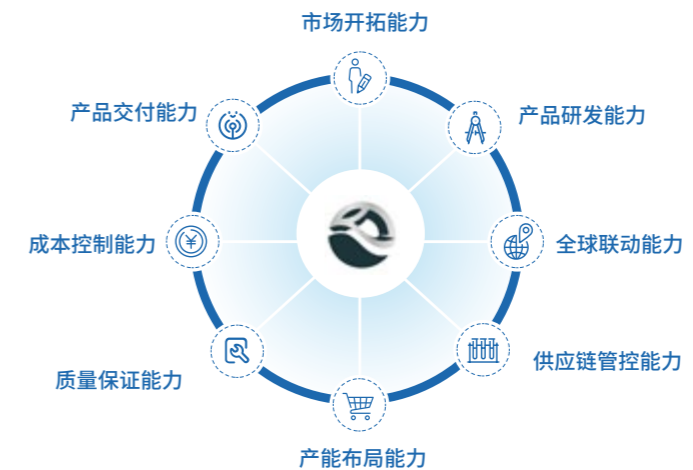 市场开拓能力
产品交付能力
产品研发能力
成本控制能力
全球联动能力
质量保证能力
供应链管控能力
产能布局能力